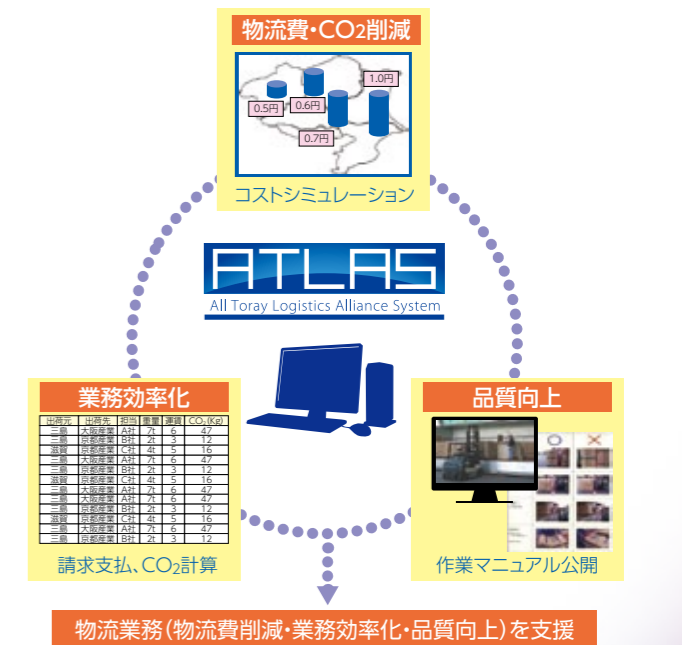 物流費・CO2削減
1.0円
0.5円
0.6円
0.7円
コストシミュレーション
ATLAS
All Toray Logistics Alliance System
業務効率化
出荷元 出荷先 担当 重量 運賃 CO2(Kg)
三島 大阪産業 A社 7t 6 47
三島 京都産業 B社 2t 3 12
滋賀 京都産業 C社 4t 5 16
三島 大阪産業 A社 7t 6 47
三島 京都産業 B社 2t 3 12
滋賀 京都産業 C社 4t 5 16
三島 大阪産業 A社 7t 6 47
三島 大阪産業 A社 7t 6 47
三島 京都産業 B社 2t 3 12
滋賀 京都産業 C社 4t 5 16
三島 大阪産業 A社 7t 6 47
三島 京都産業 B社 2t 3 12
請求支払、CO2計算
品質向上
作業マニュアル公開
物流業務(物流費削減・業務効率化・品質向上)を支援